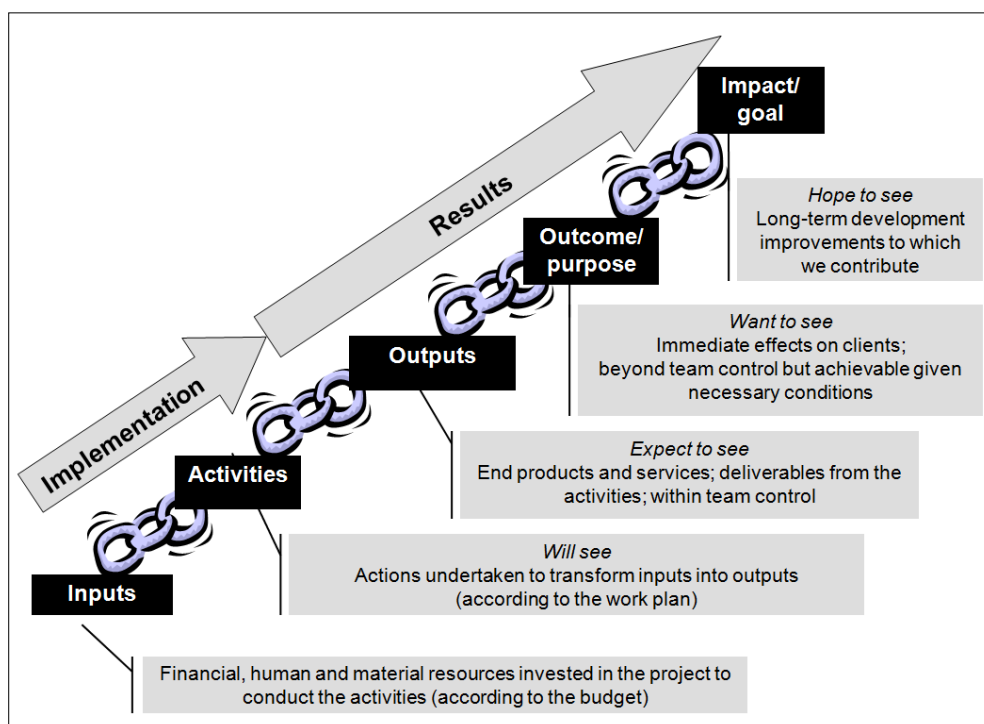 Impact/
goal
Results
Hope to see
Long-term development
improvements to which
we contribute
Outcome/
purpose
Want to see
Immediate effects on clients;
beyond team control but achievable given
necessary conditions
Outputs
Implementation
Expect to see
End products and services; deliverables from the
activities; within team control
Activities
Will see
Actions undertaken to transform inputs into outputs
(according to the work plan)
Inputs
Financial, human and material resources invested in the project to
conduct the activities (according to the budget)